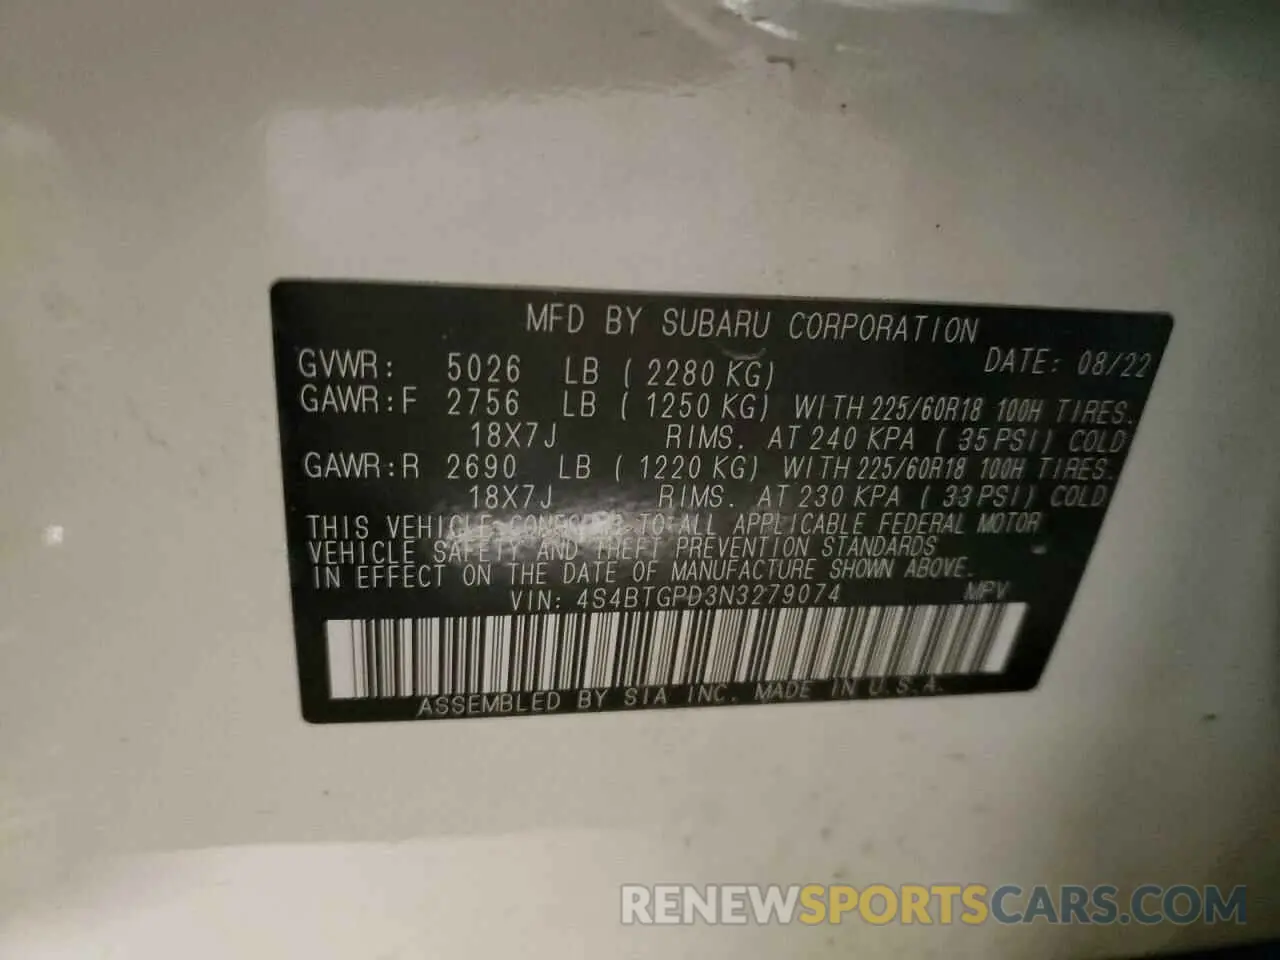 MFD BY SUBARU CORPORATION
DATE: 08/22
GVWR: 5026 LB ( 2280 KG)
GAWR:F 2756 LB ( 1250 KG) WITH 225/60R18 100H TIRES.
18X7J RIMS. AT 240 KPA ( 35 PSI) COLD
GAWR:R 2690 LB ( 1220 KG) WITH 225/60R18 100H TIRES.
18X7J RIMS. AT 230 KPA ( 33 PSI) COLD
THIS VEHICLE CONFORMS TO ALL APPLICABLE FEDERAL MOTOR
VEHICLE SAFETY AND THEFT PREVENTION STANDARDS
IN EFFECT ON THE DATE OF MANUFACTURE SHOWN ABOVE.
VIN: 4S4BTGPD3N3279074 MPV
ASSEMBLED BY SIA INC. MADE IN U.S.A.
RENEWSPORTSCARS.COM